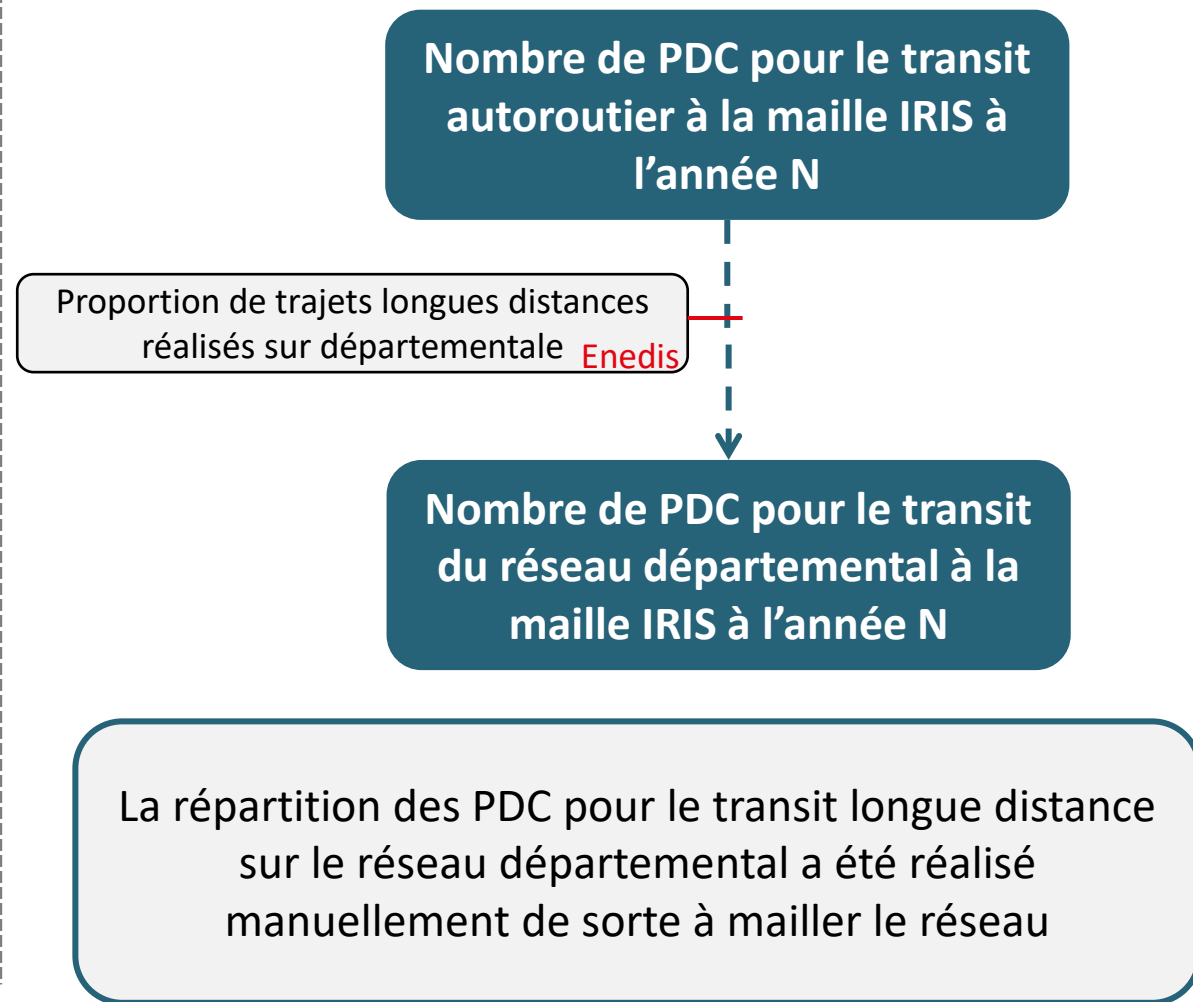 Nombre de PDC pour le transit
autoroutier à la maille IRIS à
l’année N
Proportion de trajets longues distances
réalisés sur départementale
Enedis
Nombre de PDC pour le transit
du réseau départemental à la
maille IRIS à l’année N
La répartition des PDC pour le transit longue distance
sur le réseau départemental a été réalisé
manuellement de sorte à mailler le réseau